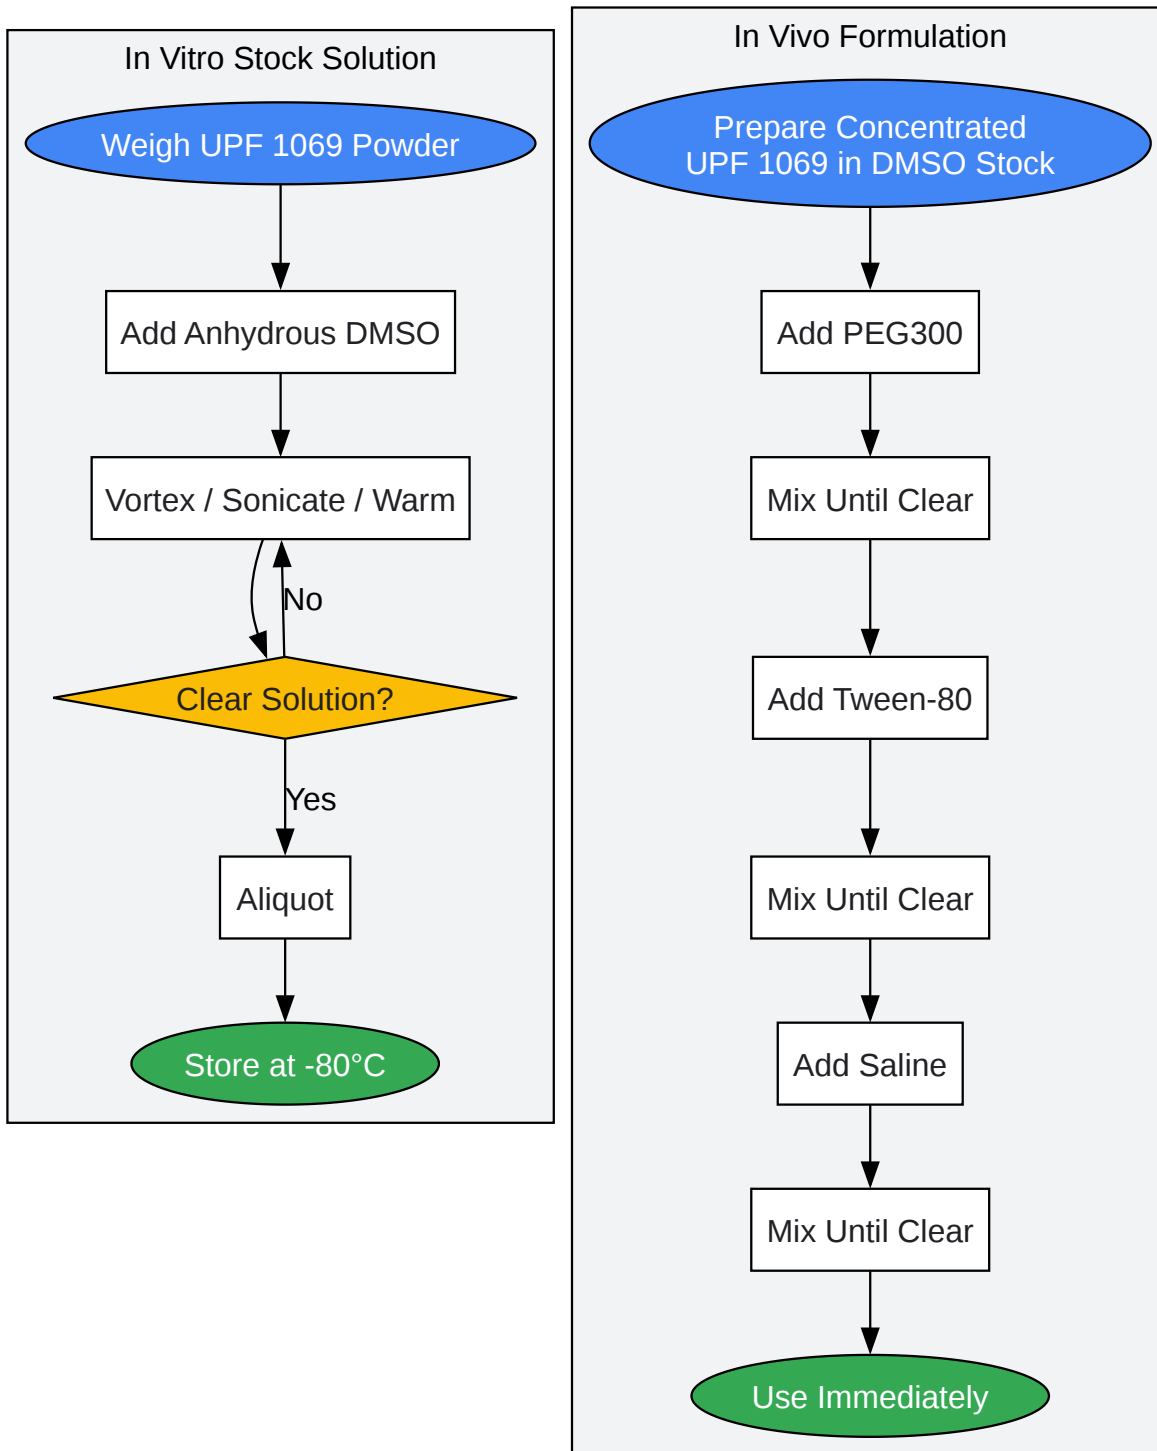 In Vitro Stock Solution
Weigh UPF 1069 Powder
Add Anhydrous DMSO
Vortex / Sonicate / Warm
No
Clear Solution?
Yes
Aliquot
Store at -80°C
In Vivo Formulation
Prepare Concentrated
UPF 1069 in DMSO Stock
Add PEG300
Mix Until Clear
Add Tween-80
Mix Until Clear
Add Saline
Mix Until Clear
Use Immediately